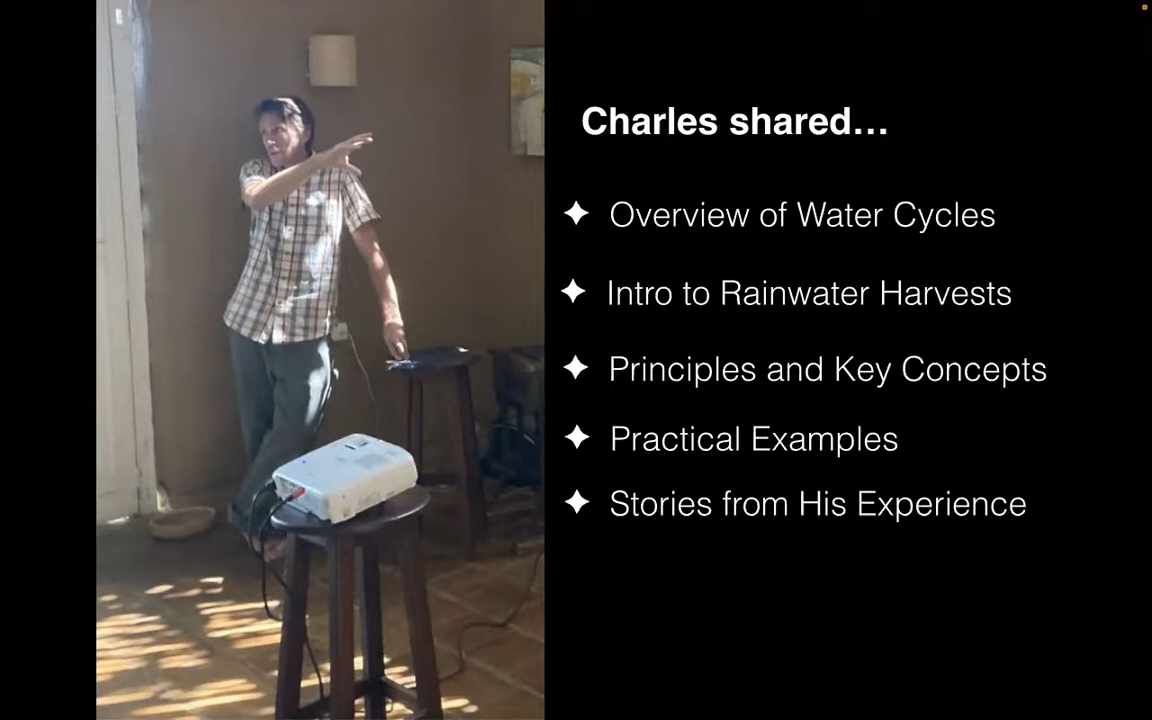 Charles shared…
Overview of Water Cycles
Intro to Rainwater Harvests
Principles and Key Concepts
Practical Examples
Stories from His Experience